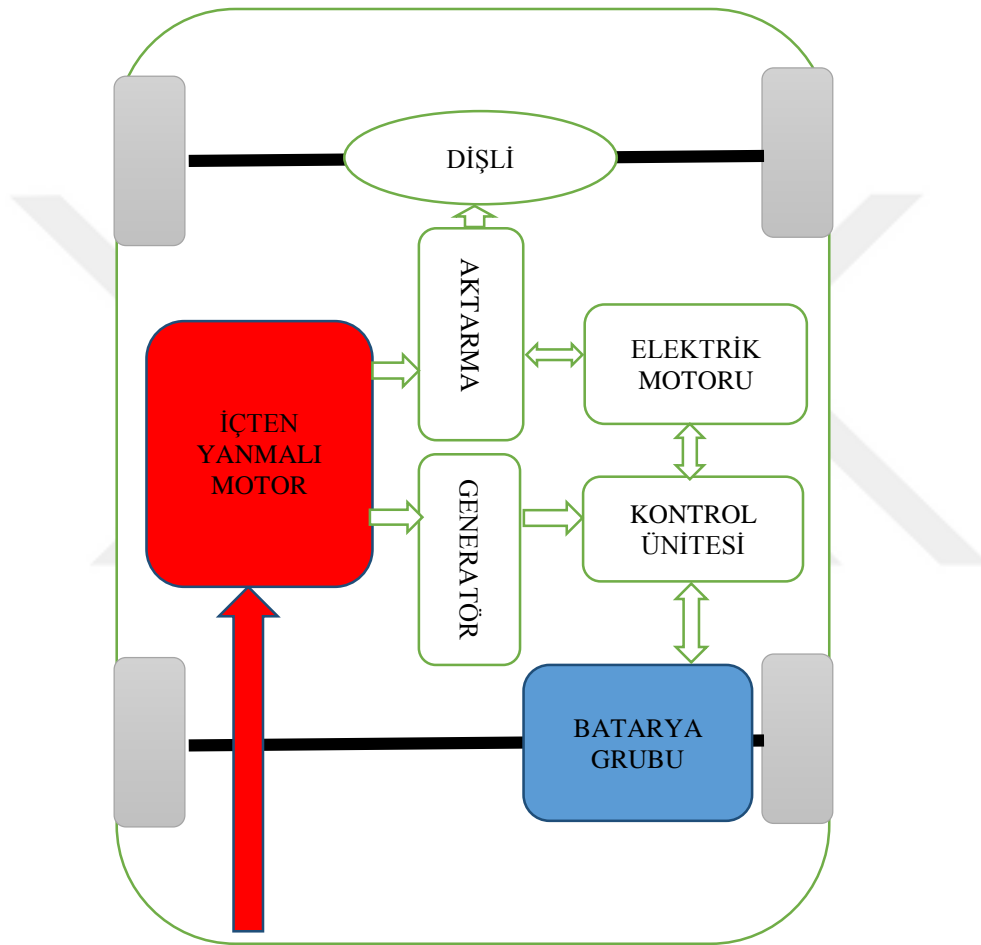 DİŞLİ
AKTARMA
ELEKTRİK
MOTORU
İÇTEN
YANMALI
MOTOR
GENERATÖR
KONTROL
ÜNİTESİ
BATARYA
GRUBU